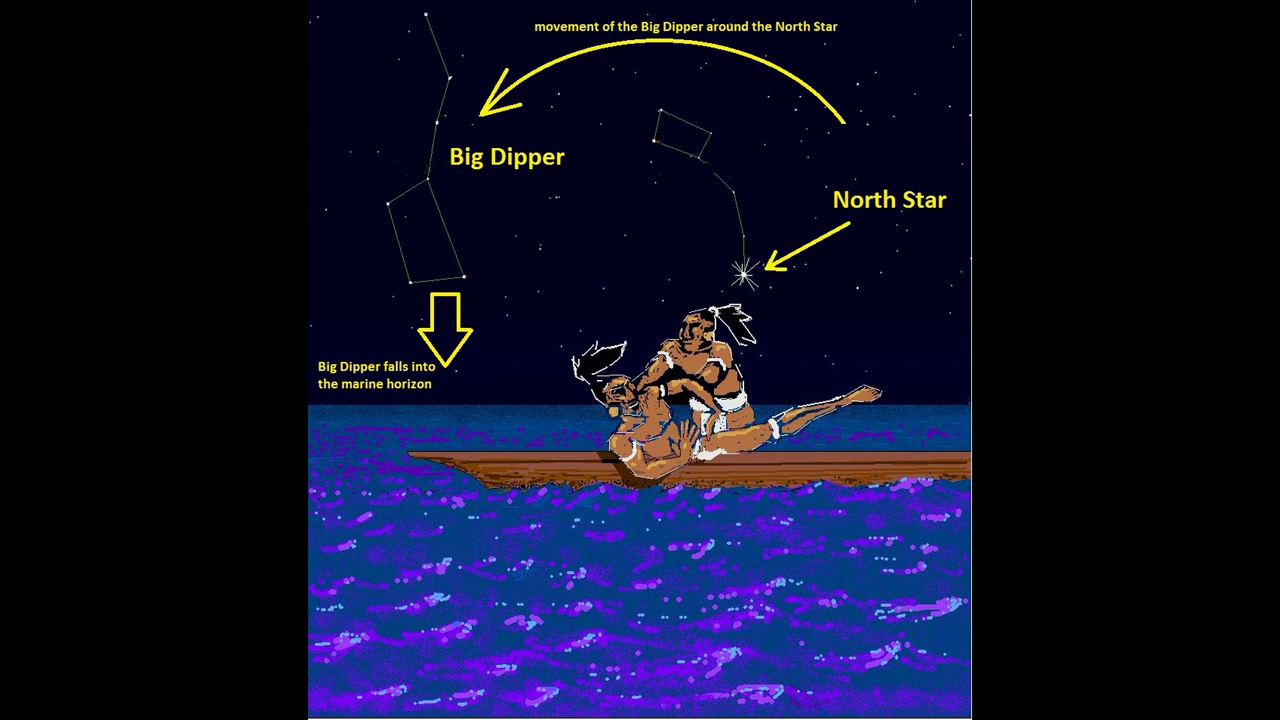 movement of the Big Dipper around the North Star
Big Dipper
North Star
Big Dipper falls into
the marine horizon